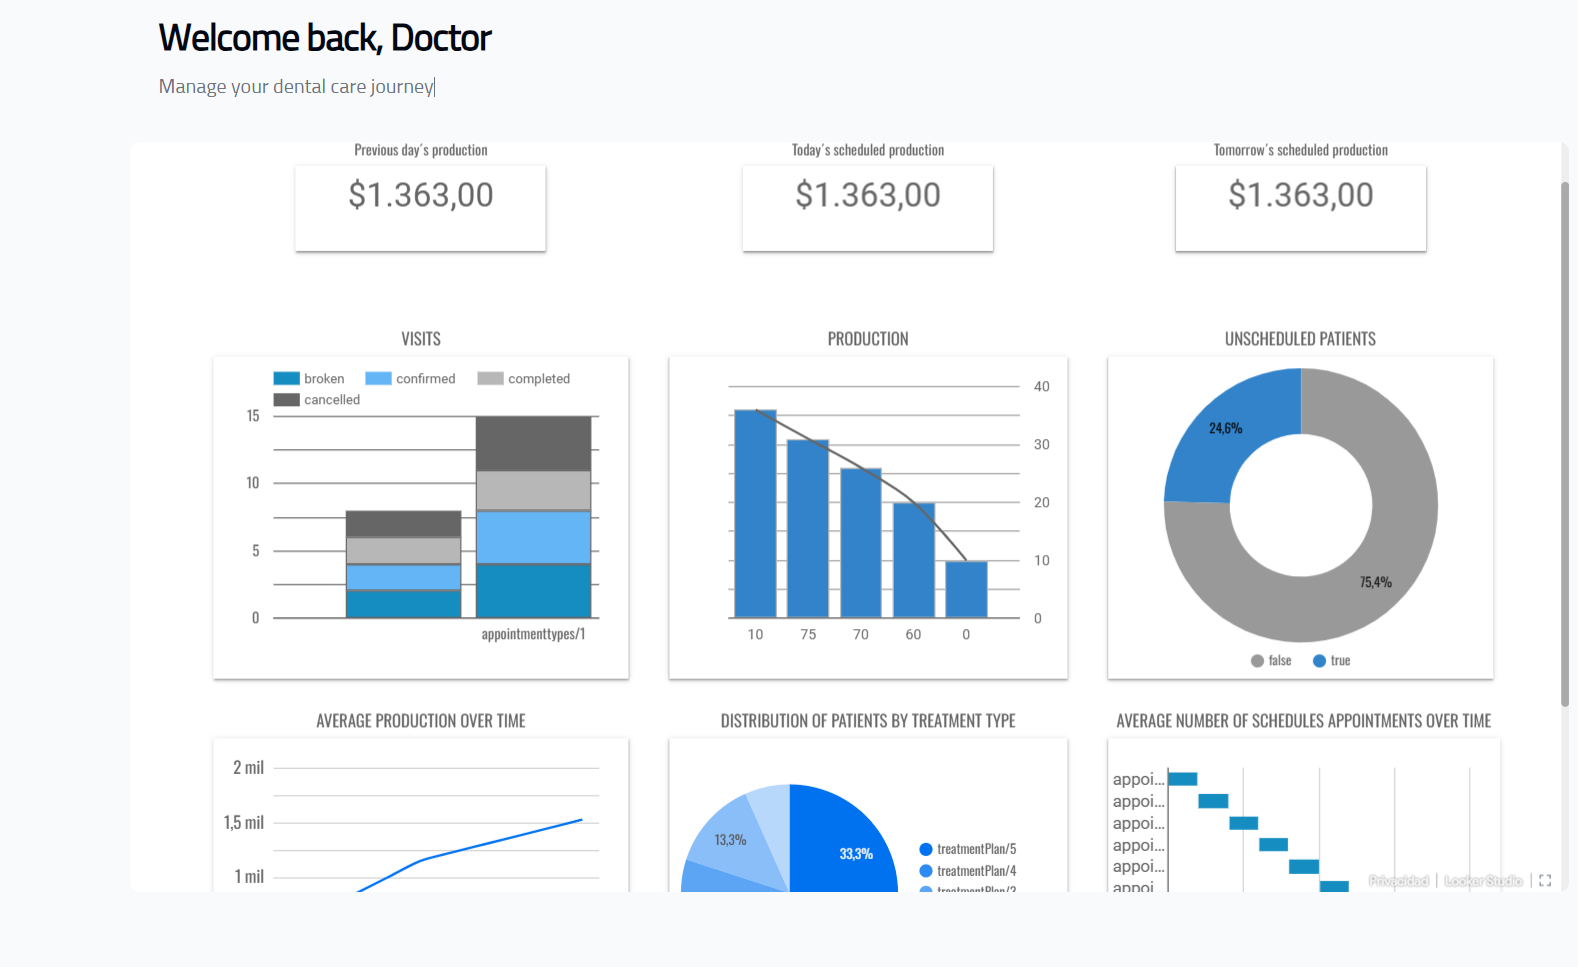 Welcome back, Doctor
Manage your dental care journey
Previous day´s production
Today´s scheduled production
Tomorrow´s scheduled production
$1.363,00
$1.363,00
$1.363,00
VISITS
PRODUCTION
UNSCHEDULED PATIENTS
broken
confirmed
completed
cancelled
15
10
5
0
appointmenttypes/1
40
30
20
10
0
10
75
70
60
0
24,6%
75,4%
false
true
AVERAGE PRODUCTION OVER TIME
DISTRIBUTION OF PATIENTS BY TREATMENT TYPE
AVERAGE NUMBER OF SCHEDULES APPOINTMENTS OVER TIME
2 mil
1,5 mil
1 mil
13,3%
33,3%
treatmentPlan/5
treatmentPlan/4
appoi...
appoi...
appoi...
appoi...
appoi...
appoi...
Privacidad
Looker Studio